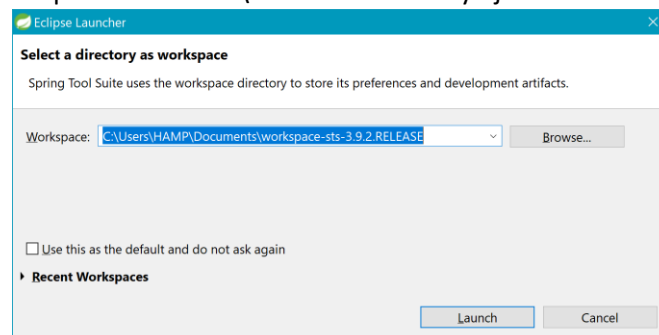 Eclipse Launcher
Select a directory as workspace
Spring Tool Suite uses the workspace directory to store its preferences and development artifacts.
Workspace: C:\Users\HAMP\Documents\workspace-sts-3.9.2.RELEASE Browse...
Use this as the default and do not ask again
Recent Workspaces
Launch Cancel